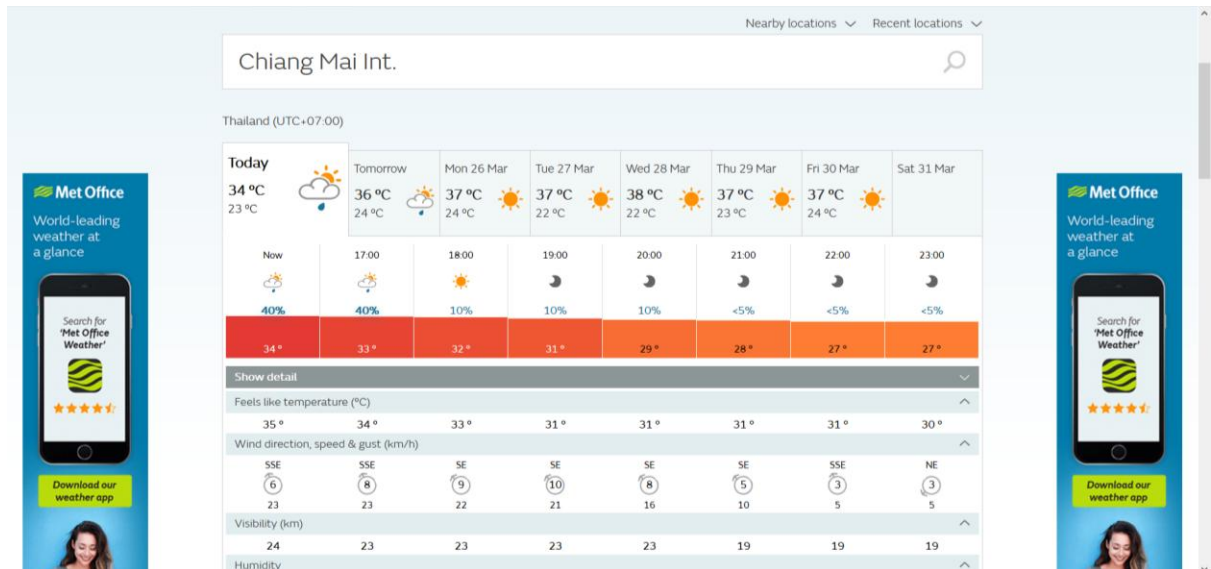 Nearby locations Recent locations
Chiang Mai Int.
Thailand (UTC+07:00)
Today Tomorrow Mon 26 Mar Tue 27 Mar Wed 28 Mar Thu 29 Mar Fri 30 Mar Sat 31 Mar
34 °C 36 °C 37 °C 37 °C 38 °C 37 °C 37 °C
23 °C 24 °C 24 °C 22 °C 22 °C 23 °C 24 °C
Now 17:00 18:00 19:00 20:00 21:00 22:00 23:00
40% 40% 10% 10% 10% <5% <5% <5%
34 ° 33 ° 32 ° 31 ° 29 ° 28 ° 27 ° 27 °
Show detail
Feels like temperature (°C)
35 ° 34 ° 33 ° 31 ° 31 ° 31 ° 31 ° 30 °
Wind direction, speed & gust (km/h)
SSE SSE SE SE SE SE SSE NE
6 8 9 10 8 5 3 3
23 23 22 21 16 10 5 5
Visibility (km)
24 23 23 23 23 19 19 19
Humidity
Met Office
World-leading
weather at
a glance
Search for
'Met Office
Weather'
Download our
weather app
Met Office
World-leading
weather at
a glance
Search for
'Met Office
Weather'
Download our
weather app